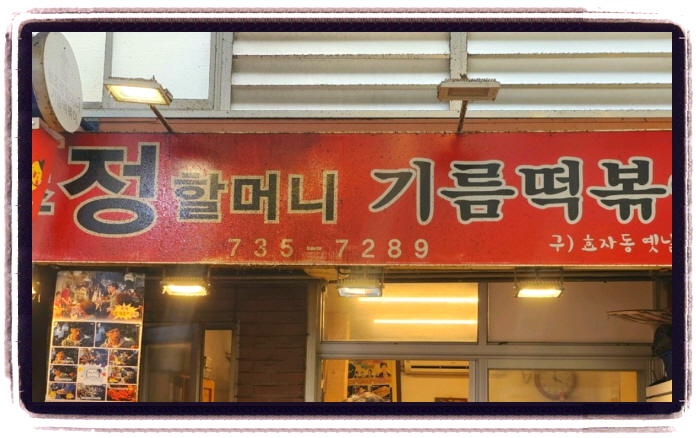 정할머니 기름떡볶
735-7289
구) 효자동 옛날